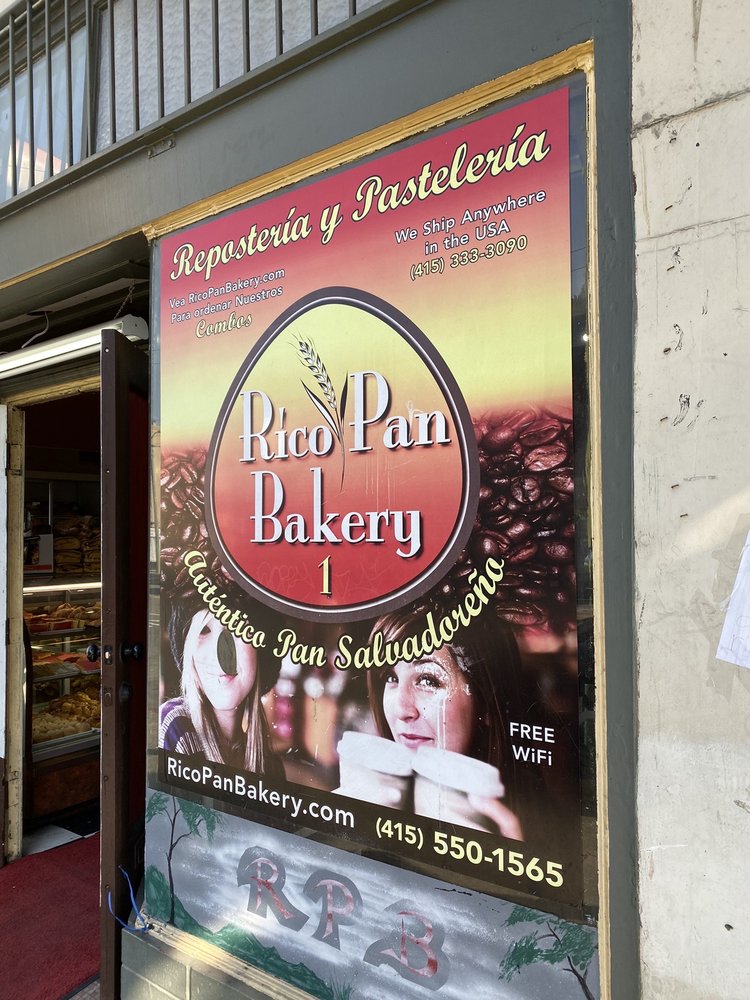 Repostería y Pastelería
Vea RicoPanBakery.com
Para ordenar Nuestros
Combos
We Ship Anywhere
in the USA
(415) 333-3090
Rico Pan
Bakery
1
Auténtico Pan Salvadoreño
FREE
WiFi
RicoPanBakery.com
(415) 550-1565
RPB